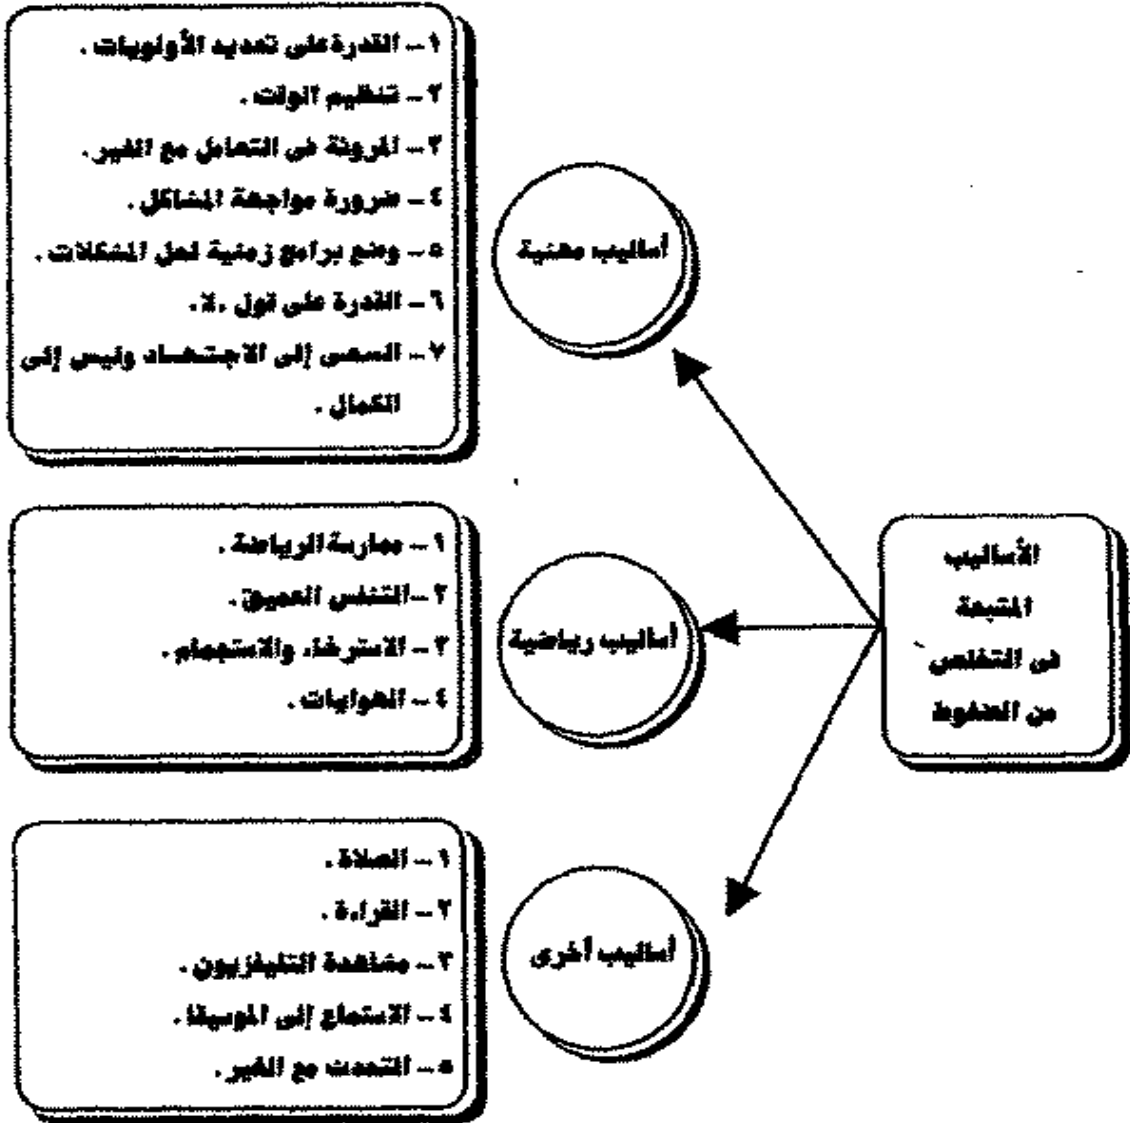 الأساليب
المتبعة
فى التخلص
من الضغوط
أساليب مهنية
١ – القدرة على تحديد الأولويات .
٢ – تنظيم الوقت .
٣ – المرونة فى التعامل مع الغير .
٤ – ضرورة مواجهة المشاكل .
٥ – وضع برامج زمنية لحل المشكلات .
٦ – القدرة على قول «لا» .
٧ – السعى إلى الاجتهاد وليس إلى
الكمال .
أساليب رياضية
١ – ممارسة الرياضة .
٢ – التنفس العميق .
٣ – الاسترخاء والاستجمام .
٤ – الهوايات .
أساليب أخرى
١ – الصلاة .
٢ – القراءة .
٣ – مشاهدة التليفزيون .
٤ – الاستماع إلى الموسيقا .
٥ – التحدث مع الغير .